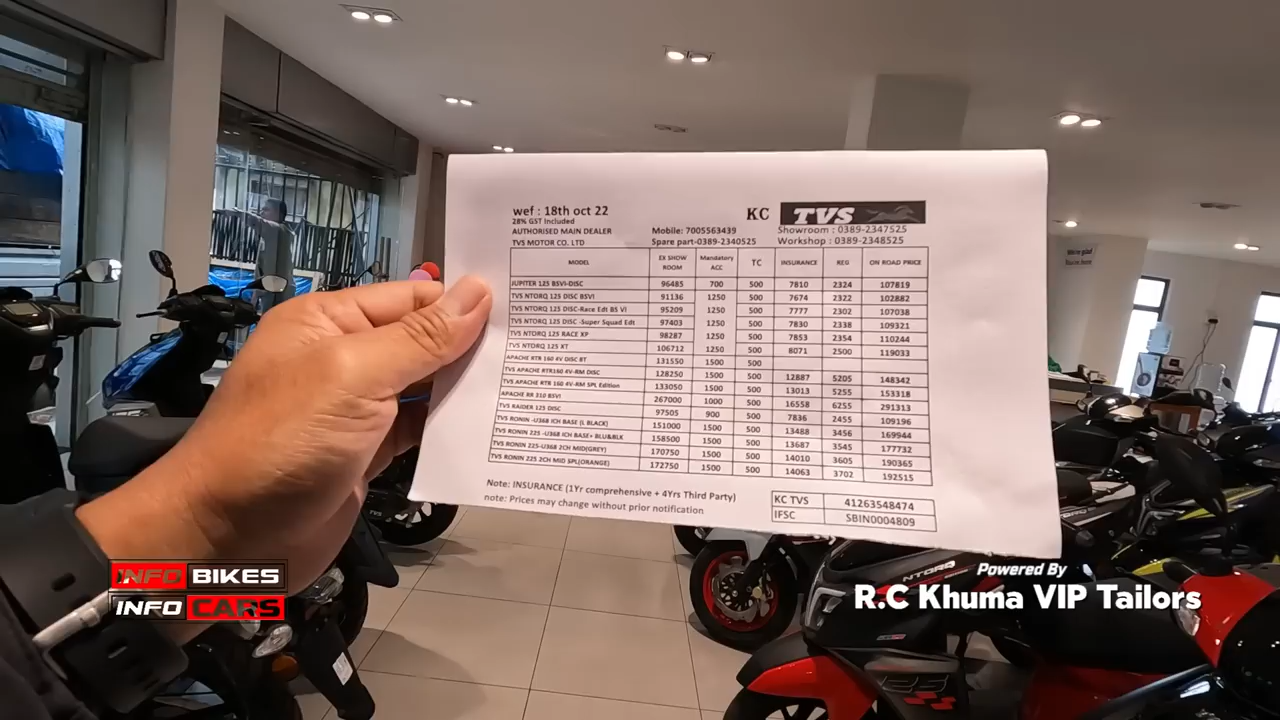 wef : 18th oct 22
28% GST Included
AUTHORISED MAIN DEALER
TVS MOTOR CO. LTD
KC TVS
Mobile: 7005563439
Spare part-0389-2340525
Showroom : 0389-2347525
Workshop : 0389-2348525
MODEL EX SHOW ROOM Mandatory ACC TC INSURANCE REG ON ROAD PRICE
JUPITER 125 BSVI-DISC 96485 700 500 7810 2324 107819
TVS NTORQ 125 DISC BSVI 91136 1250 500 7674 2322 102882
TVS NTORQ 125 DISC-Race Edt BS VI 95209 1250 500 7777 2302 107038
TVS NTORQ 125 DISC -Super Squad Edt 97403 1250 500 7830 2338 109321
TVS NTORQ 125 RACE XP 98287 1250 500 7853 2354 110244
TVS NTORQ 125 XT 106712 1250 500 8071 2500 119033
APACHE RTR 160 4V DISC BT 131550 1500 500
TVS APACHE RTR160 4V-RM DISC 128250 1500 500 12887 5205 148342
TVS APACHE RTR 160 4V-RM SPL Edition 133050 1500 500 13013 5255 153318
APACHE RR 310 BSVI 267000 1000 500 16558 6255 291313
TVS RAIDER 125 DISC 97505 900 500 7836 2455 109196
TVS RONIN -U368 ICH BASE (L BLACK) 151000 1500 500 13488 3456 169944
TVS RONIN 225 -U368 ICH BASE+ BLU&BLK 158500 1500 500 13687 3545 177732
TVS RONIN 225-U368 2CH MID(GREY) 170750 1500 500 14010 3605 190365
TVS RONIN 225 2CH MID SPL(ORANGE) 172750 1500 500 14063 3702 192515
Note: INSURANCE (1Yr comprehensive + 4Yrs Third Party)
note: Prices may change without prior notification
KC TVS 41263548474
IFSC SBIN0004809
INFO BIKES
INFO CARS
Powered By
R.C Khuma VIP Tailors
NTORQ
125